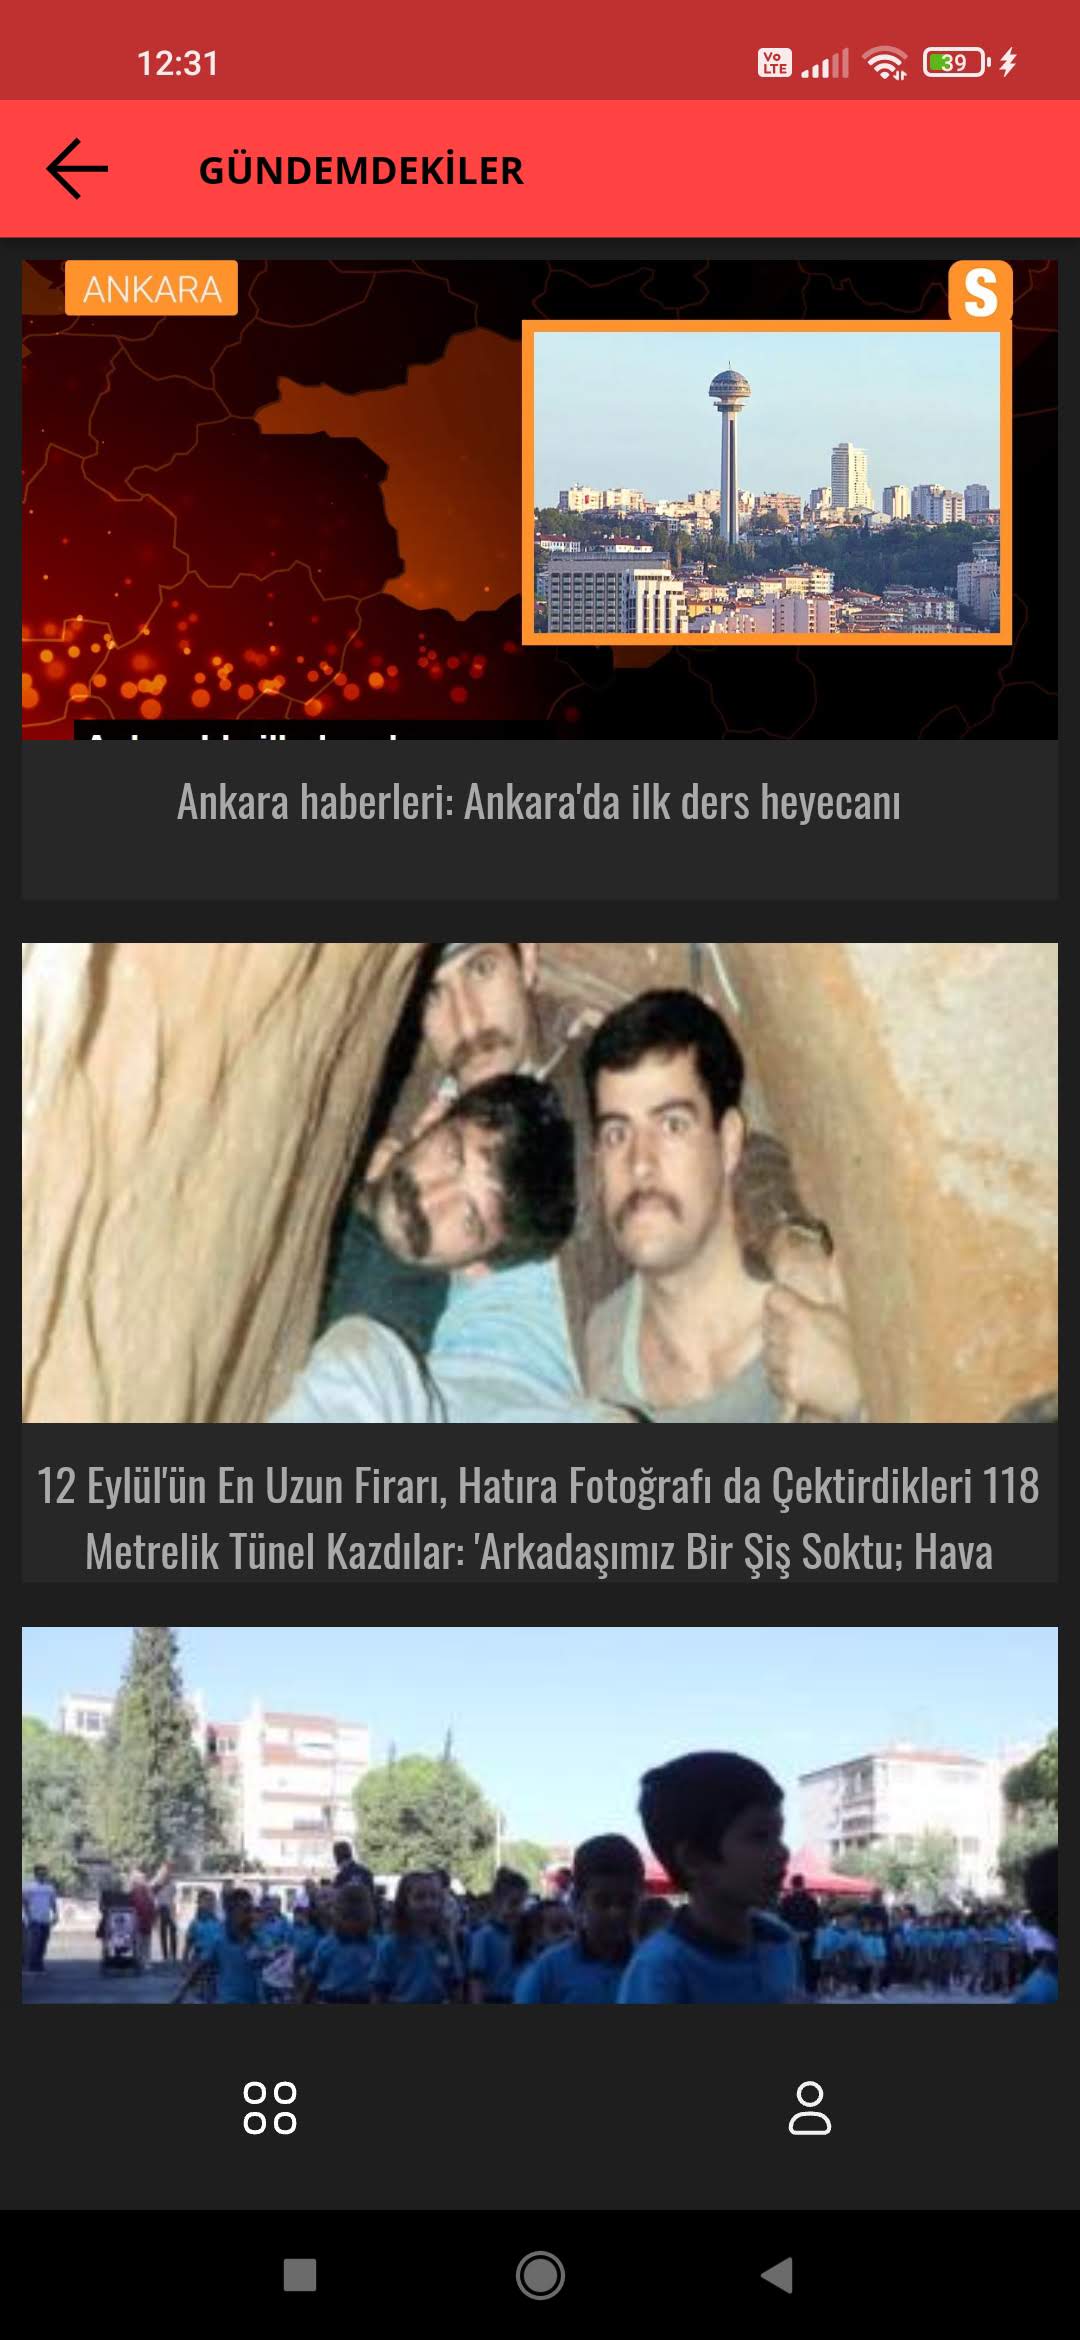 12:31
Vo
LTE
39
GÜNDEMDEKİLER
ANKARA
S
Ankara haberleri: Ankara'da ilk ders heyecanı
12 Eylül'ün En Uzun Firarı, Hatıra Fotoğrafı da Çektirdikleri 118
Metrelik Tünel Kazdılar: 'Arkadaşımız Bir Şiş Soktu; Hava